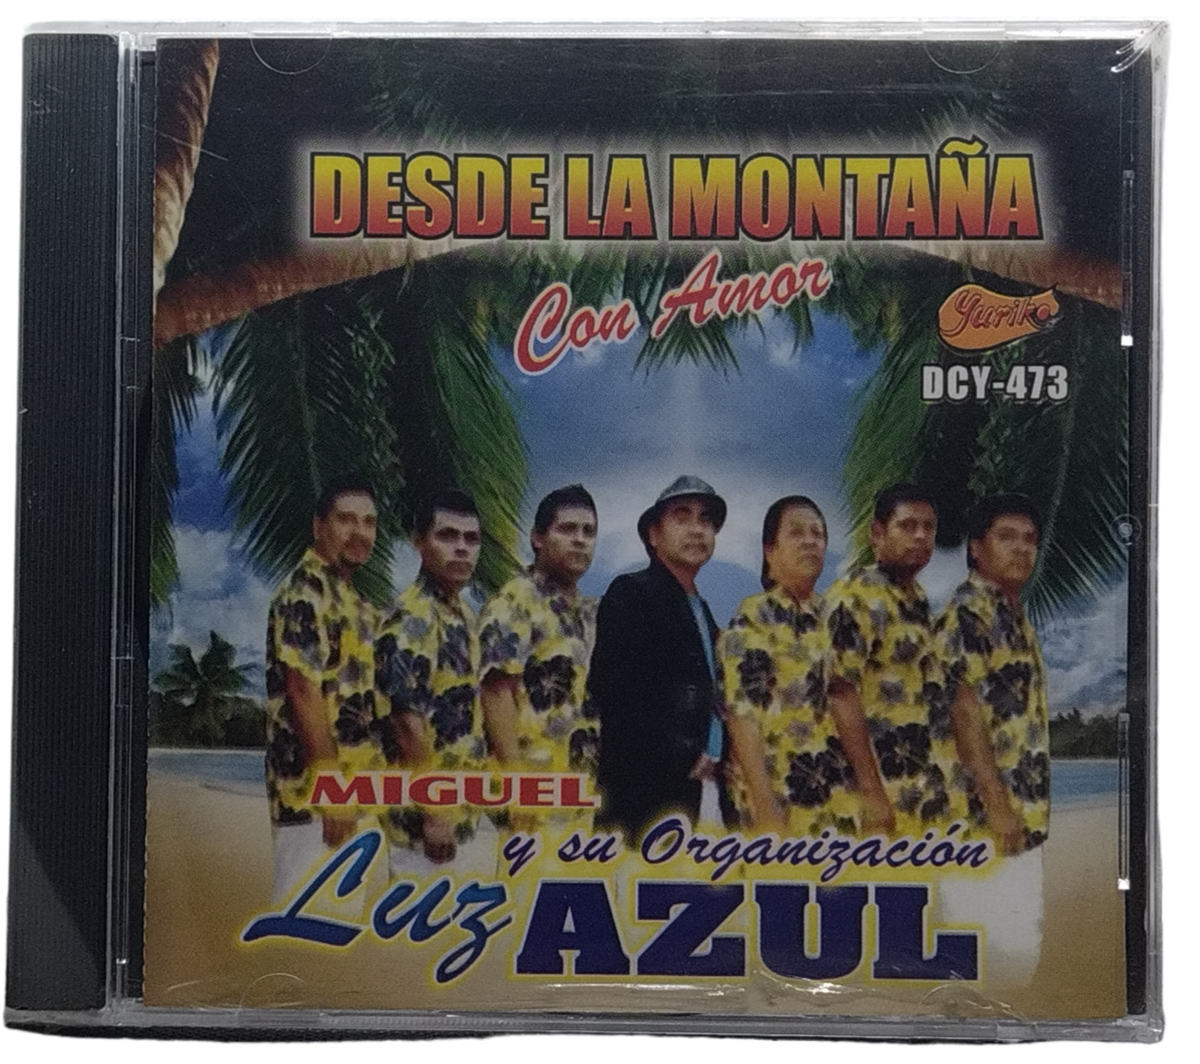 DESDE LA MONTAÑA
Con Amor
Yuriko
DCY-473
MIGUEL
y su Organización
Luz AZUL